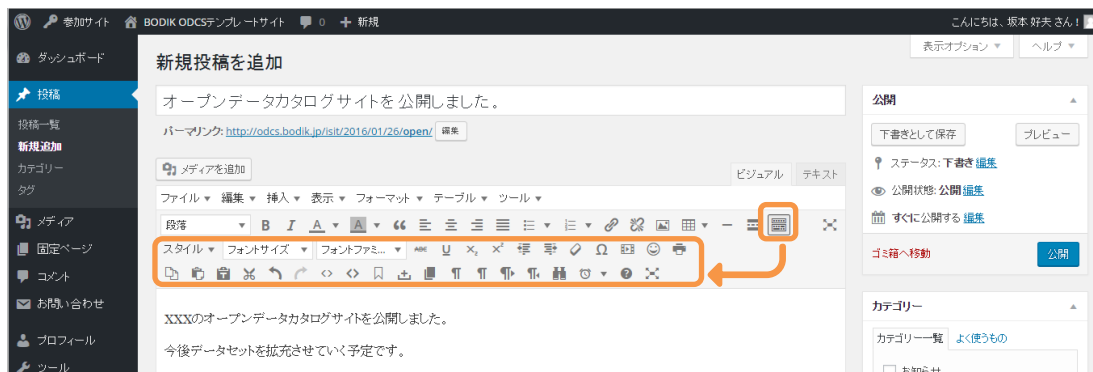 参加サイト BODIK ODCSテンプレートサイト 0 新規 こんにちは、坂本 好夫 さん!
表示オプション ヘルプ
ダッシュボード
投稿
投稿一覧
新規追加
カテゴリー
タグ
メディア
固定ページ
コメント
お問い合わせ
プロフィール
ツール
新規投稿を追加
オープンデータカタログサイトを公開しました。
パーマリンク: http://odcs.bodik.jp/isit/2016/01/26/open/ 編集
メディアを追加
ビジュアル テキスト
ファイル 編集 挿入 表示 フォーマット テーブル ツール
段落 B I A A
スタイル フォントサイズ フォントファミ... ABC U X₂ X² Ω
XXXのオープンデータカタログサイトを公開しました。
今後データセットを拡充させていく予定です。
公開
下書きとして保存 プレビュー
ステータス: 下書き 編集
公開状態: 公開 編集
すぐに公開する 編集
ゴミ箱へ移動 公開
カテゴリー
カテゴリー一覧 よく使うもの
お知らせ